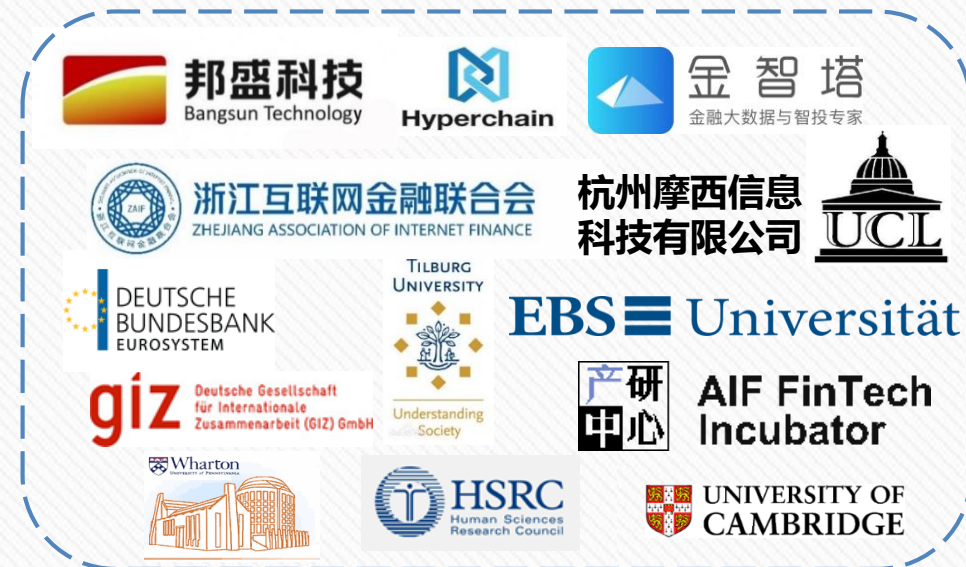 邦盛科技
Bangsun Technology
Hyperchain
金智塔
金融大数据与智投专家
ZAIF
浙江互联网金融联合会
ZHEJIANG ASSOCIATION OF INTERNET FINANCE
杭州摩西信息
科技有限公司
UCL
DEUTSCHE
BUNDESBANK
EUROSYSTEM
TILBURG
UNIVERSITY
Understanding
Society
EBS Universität
giz
Deutsche Gesellschaft
für Internationale
Zusammenarbeit (GIZ) GmbH
产研
中心
AIF FinTech
Incubator
Wharton
UNIVERSITY of PENNSYLVANIA
HSRC
Human Sciences
Research Council
UNIVERSITY OF
CAMBRIDGE